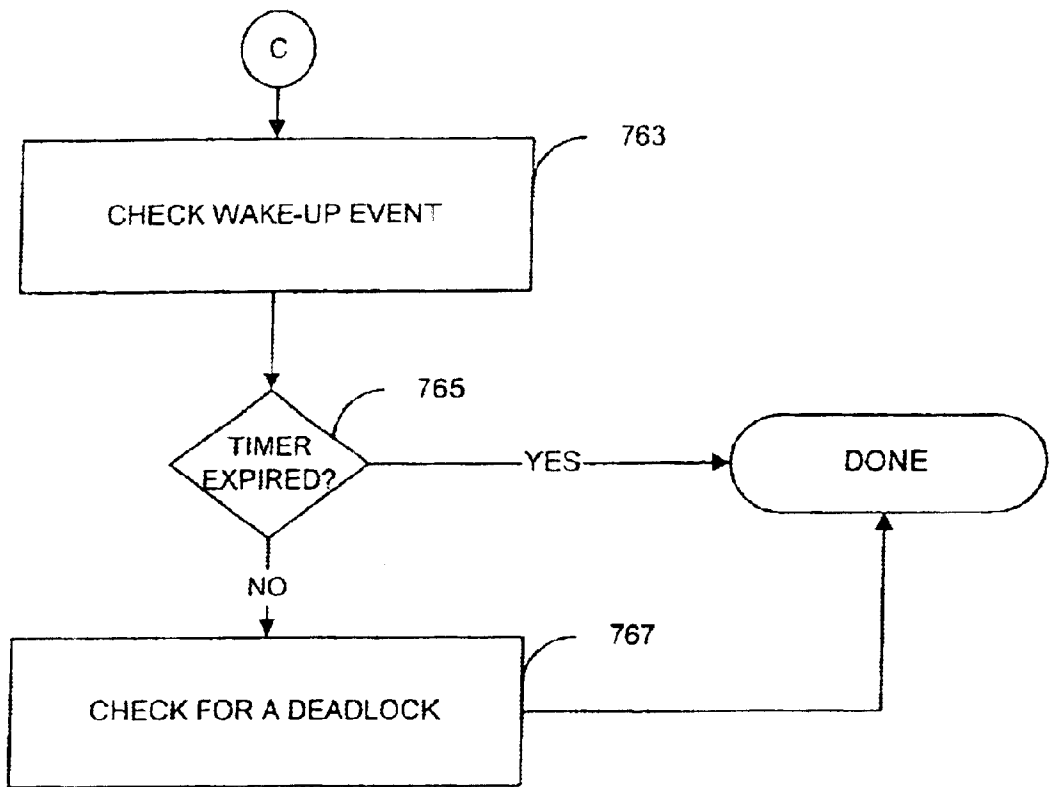 C
763
CHECK WAKE-UP EVENT
765
TIMER
EXPIRED?
YES
DONE
NO
767
CHECK FOR A DEADLOCK